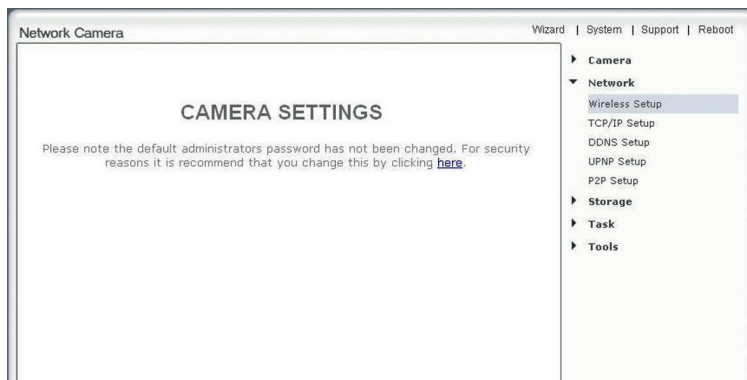 Network Camera
Wizard | System | Support | Reboot
CAMERA SETTINGS
Please note the default administrators password has not been changed. For security
reasons it is recommend that you change this by clicking here.
Camera
Network
Wireless Setup
TCP/IP Setup
DDNS Setup
UPNP Setup
P2P Setup
Storage
Task
Tools